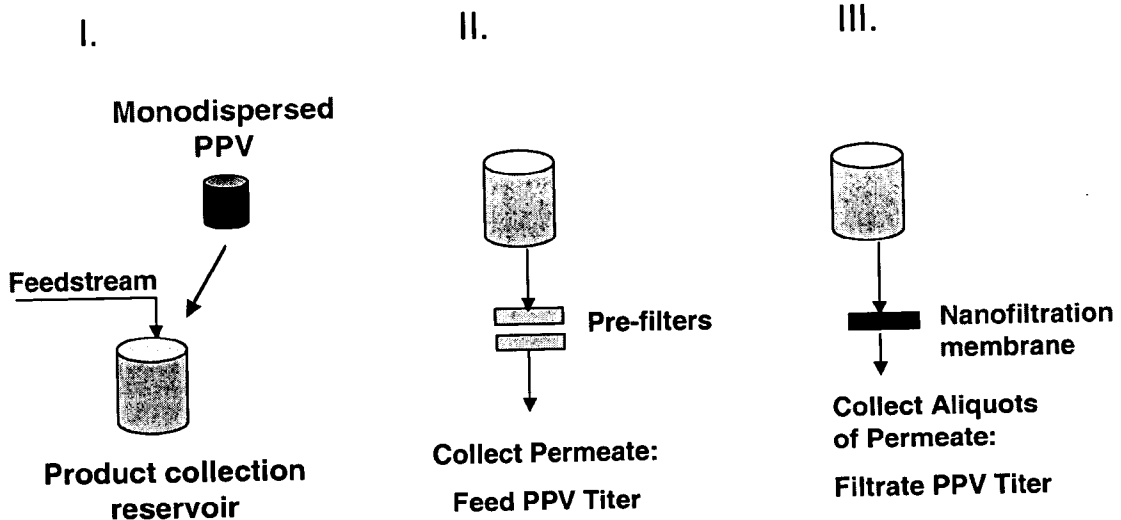 I.
Monodispersed
PPV
Feedstream
Product collection
reservoir
II.
Pre-filters
Collect Permeate:
Feed PPV Titer
III.
Nanofiltration
membrane
Collect Aliquots
of Permeate:
Filtrate PPV Titer